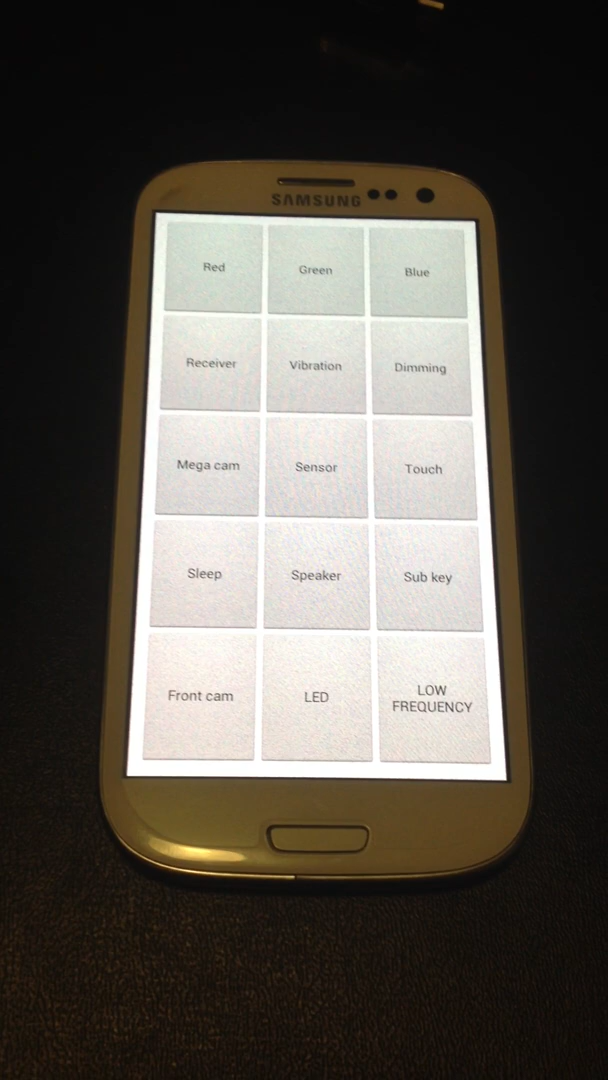 SAMSUNG
Red
Green
Blue
Receiver
Vibration
Dimming
Mega cam
Sensor
Touch
Sleep
Speaker
Sub key
Front cam
LED
LOW
FREQUENCY